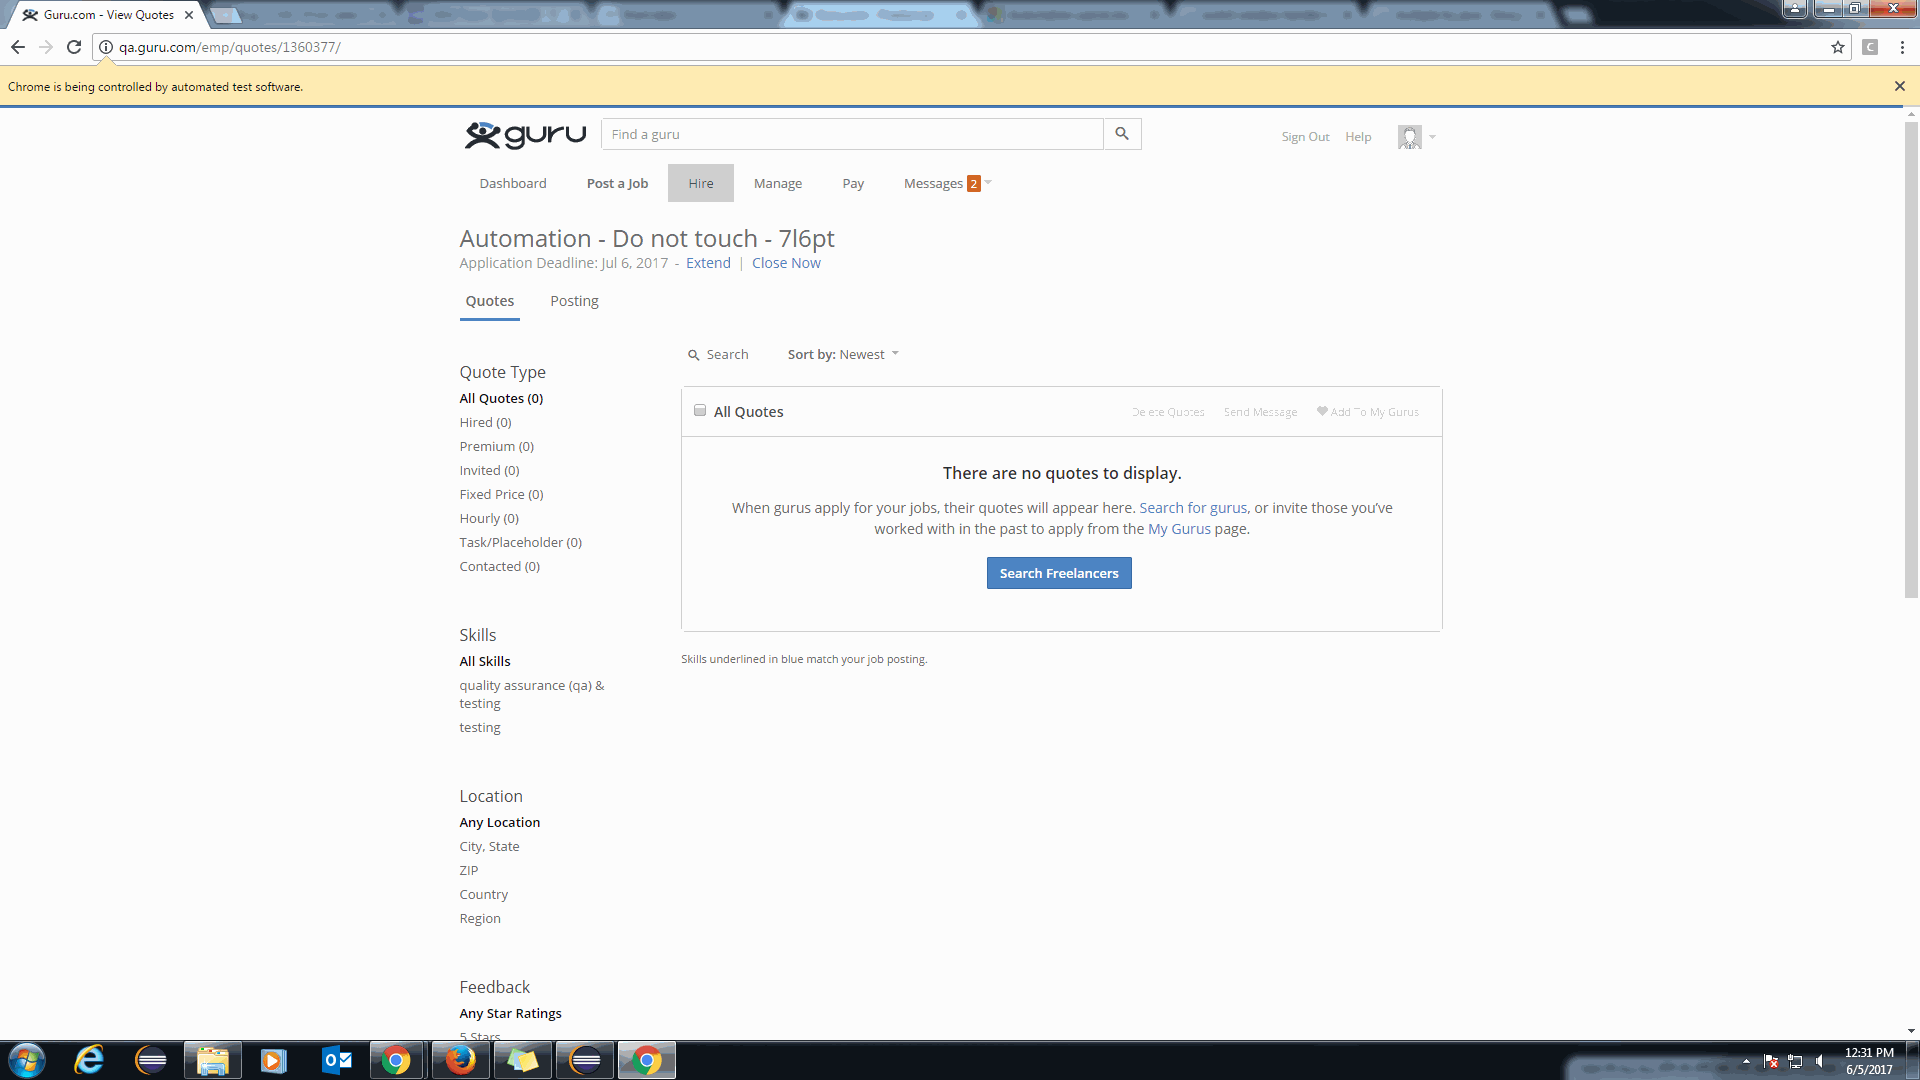 Guru.com - View Quotes
qa.guru.com/emp/quotes/1360377/
C
Chrome is being controlled by automated test software.
guru
Find a guru
Sign Out
Help
Dashboard
Post a Job
Hire
Manage
Pay
Messages 2
Automation - Do not touch - 7l6pt
Application Deadline: Jul 6, 2017 - Extend | Close Now
Quotes
Posting
Search
Sort by: Newest
Quote Type
All Quotes (0)
Hired (0)
Premium (0)
Invited (0)
Fixed Price (0)
Hourly (0)
Task/Placeholder (0)
Contacted (0)
All Quotes
Delete Quotes
Send Message
Add To My Gurus
There are no quotes to display.
When gurus apply for your jobs, their quotes will appear here. Search for gurus, or invite those you've
worked with in the past to apply from the My Gurus page.
Search Freelancers
Skills underlined in blue match your job posting.
Skills
All Skills
quality assurance (qa) &
testing
testing
Location
Any Location
City, State
ZIP
Country
Region
Feedback
Any Star Ratings
5 Stars
12:31 PM
6/5/2017